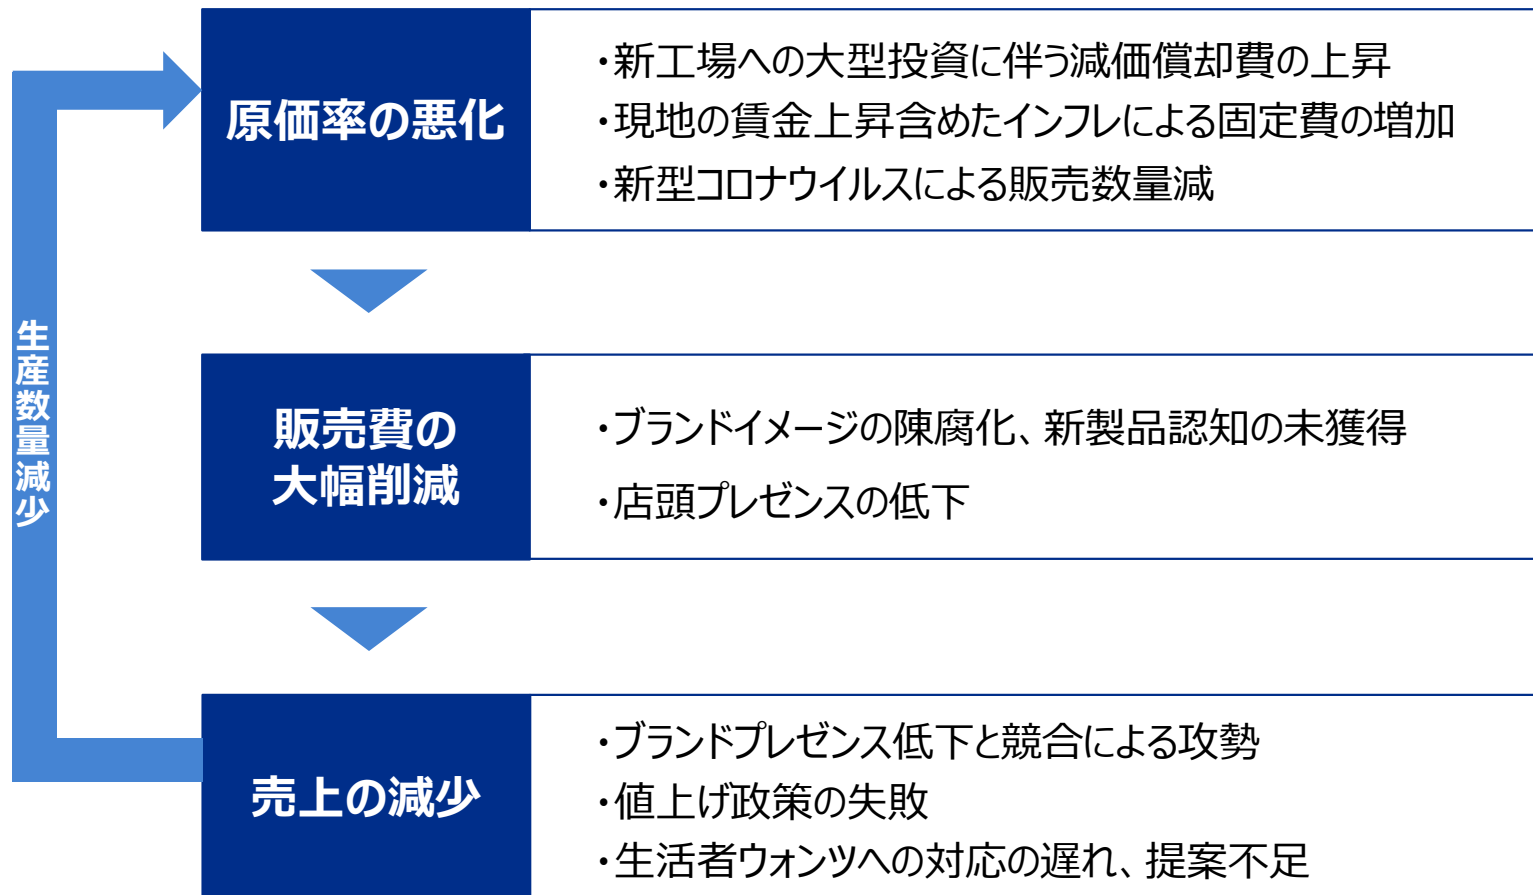 原価率の悪化
・新工場への大型投資に伴う減価償却費の上昇
・現地の賃金上昇含めたインフレによる固定費の増加
・新型コロナウイルスによる販売数量減
生産数量減少
販売費の
大幅削減
・ブランドイメージの陳腐化、新製品認知の未獲得
・店頭プレゼンスの低下
売上の減少
・ブランドプレゼンス低下と競合による攻勢
・値上げ政策の失敗
・生活者ウォンツへの対応の遅れ、提案不足